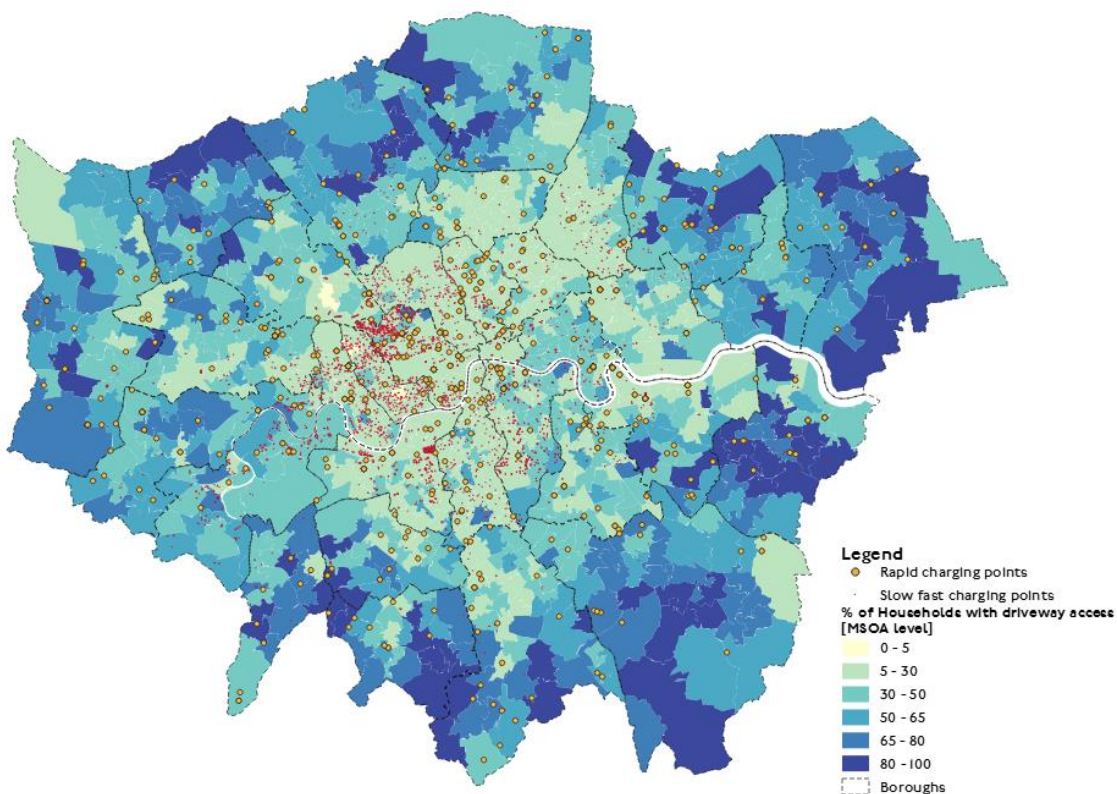 Legend
Rapid charging points
Slow fast charging points
% of Households with driveway access
[MSOA level]
0 - 5
5 - 30
30 - 50
50 - 65
65 - 80
80 - 100
Boroughs